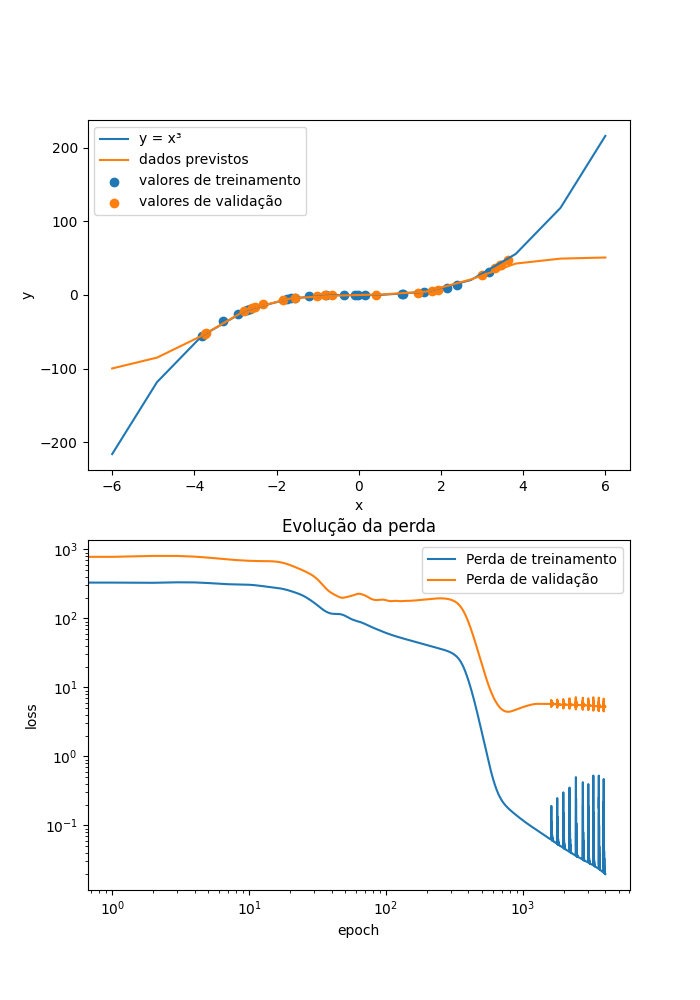 y = x³
dados previstos
valores de treinamento
valores de validação
200
100
0
−100
−200
y
−6
−4
−2
0
2
4
6
x
Evolução da perda
Perda de treinamento
Perda de validação
10³
10²
10¹
10⁰
10⁻¹
loss
10⁰
10¹
10²
10³
epoch